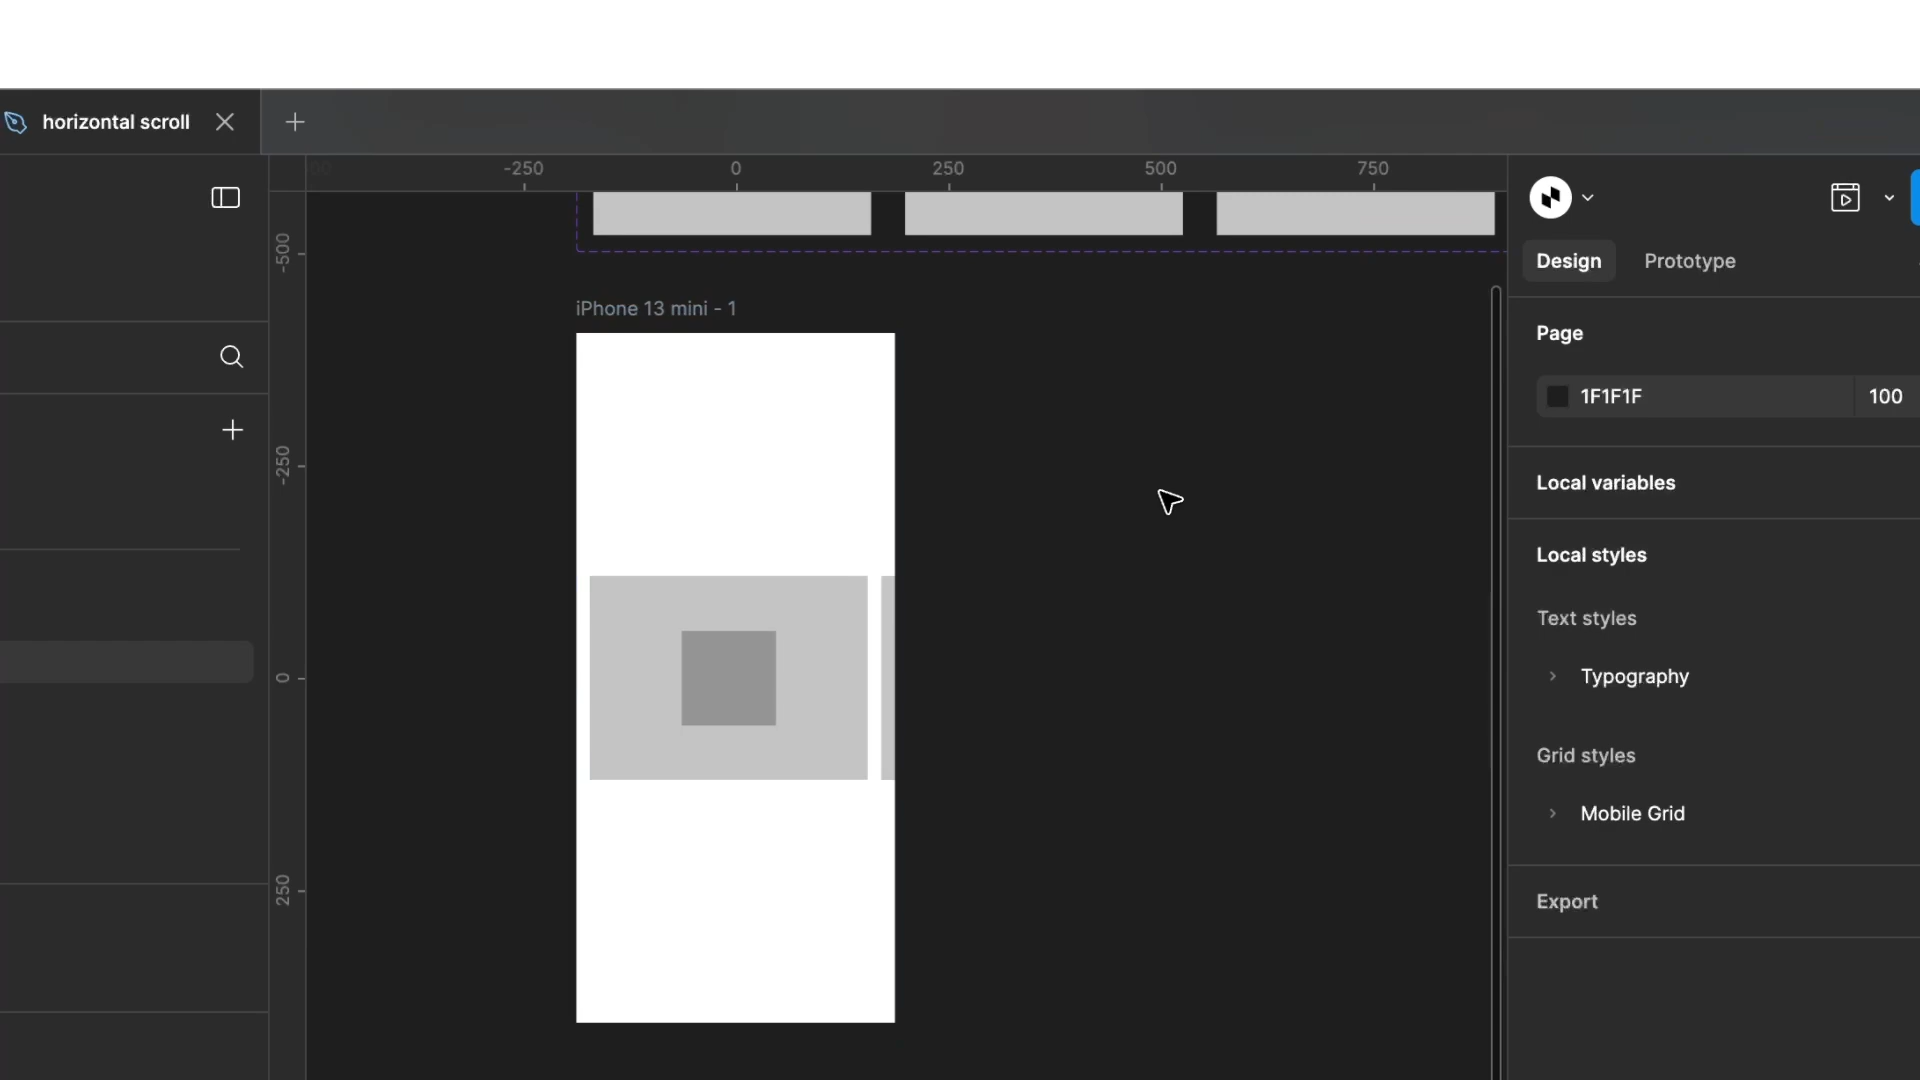 horizontal scroll
-250 0 250 500 750
-500
-250
0
250
iPhone 13 mini - 1
Design Prototype
Page
1F1F1F 100
Local variables
Local styles
Text styles
Typography
Grid styles
Mobile Grid
Export